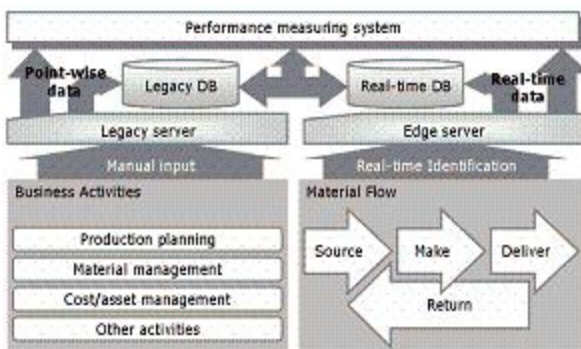 Performance measuring system
Point-wise
data
Legacy DB
Real-time DB
Real-time
data
Legacy server
Edge server
Manual input
Real-time Identification
Business Activities
Material Flow
Production planning
Material management
Cost/asset management
Other activities
Source
Make
Deliver
Return